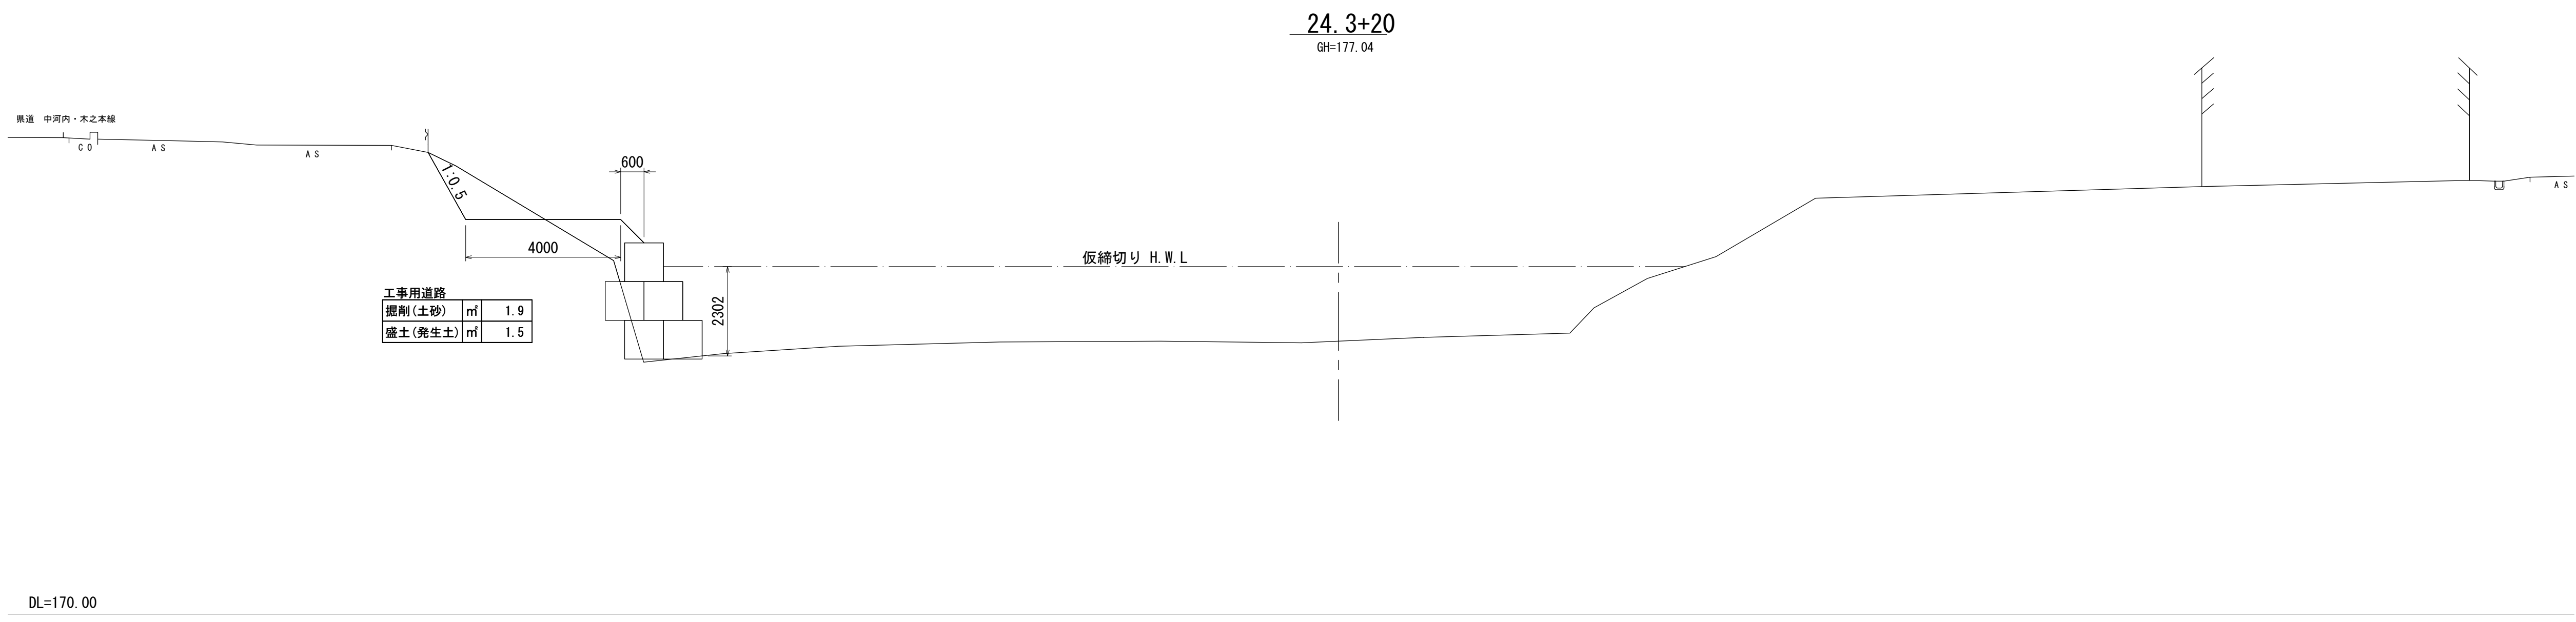 24.3+20
GH=177.04
県道 中河内・木之本線
CO
AS
AS
600
1:0.5
4000
仮締切り H.W.L
2302
工事用道路
掘削(土砂) ㎡ 1.9
盛土(発生土) ㎡ 1.5
AS
DL=170.00